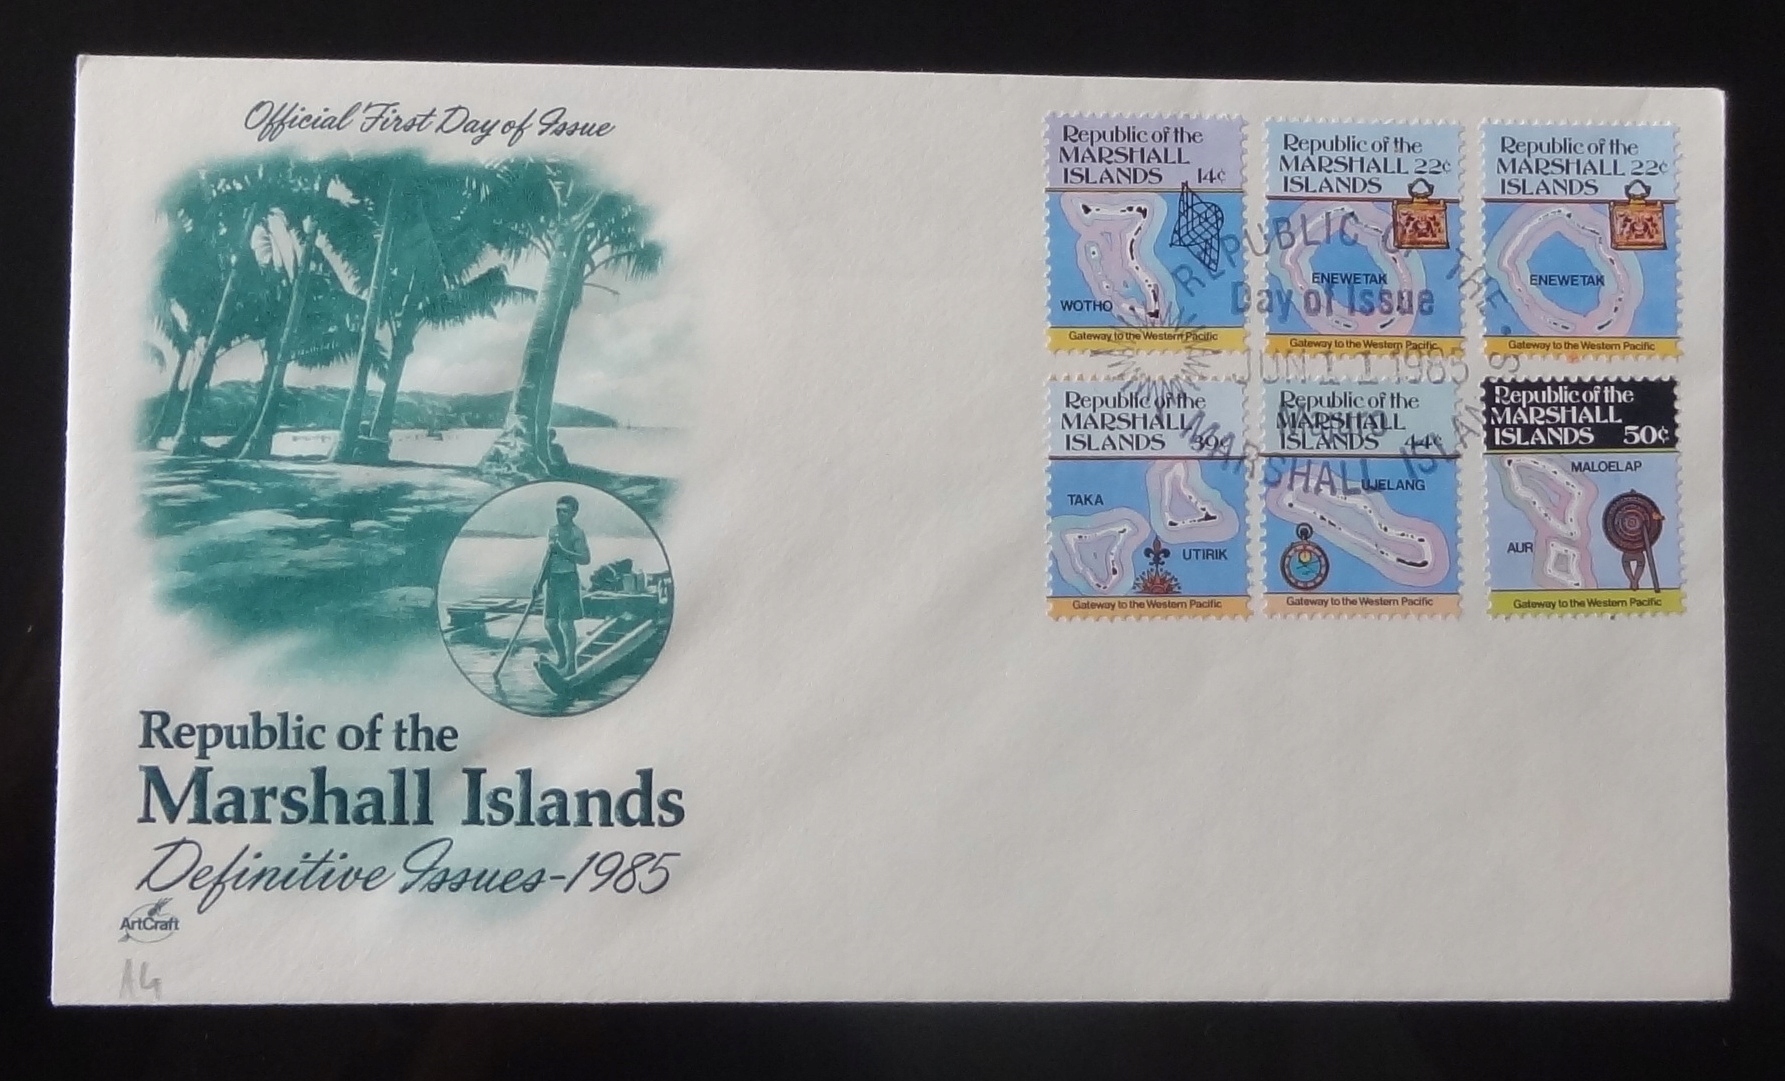 Official First Day of Issue
Republic of the
Marshall Islands
Definitive Issues-1985
ArtCraft
A4
Republic of the
MARSHALL
ISLANDS 14¢
WOTHO
Gateway to the Western Pacific
Republic of the
MARSHALL 22¢
ISLANDS
ENEWETAK
Gateway to the Western Pacific
Republic of the
MARSHALL 22¢
ISLANDS
ENEWETAK
Gateway to the Western Pacific
Republic of the
MARSHALL
ISLANDS 39¢
TAKA
UTIRIK
Gateway to the Western Pacific
Republic of the
MARSHALL
ISLANDS 44¢
UJELANG
Gateway to the Western Pacific
Republic of the
MARSHALL
ISLANDS 50¢
MALOELAP
AUR
Gateway to the Western Pacific
REPUBLIC OF THE
Day of Issue
JUN 11 1985
MARSHALL ISLANDS